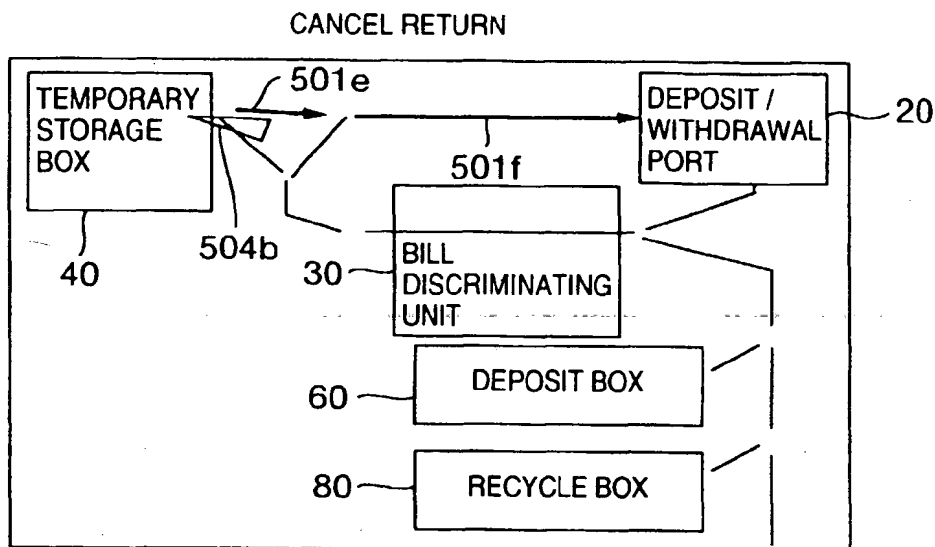 CANCEL RETURN
501e
TEMPORARY
STORAGE
BOX
DEPOSIT /
WITHDRAWAL
PORT
20
501f
504b
40
30
BILL
DISCRIMINATING
UNIT
60
DEPOSIT BOX
80
RECYCLE BOX